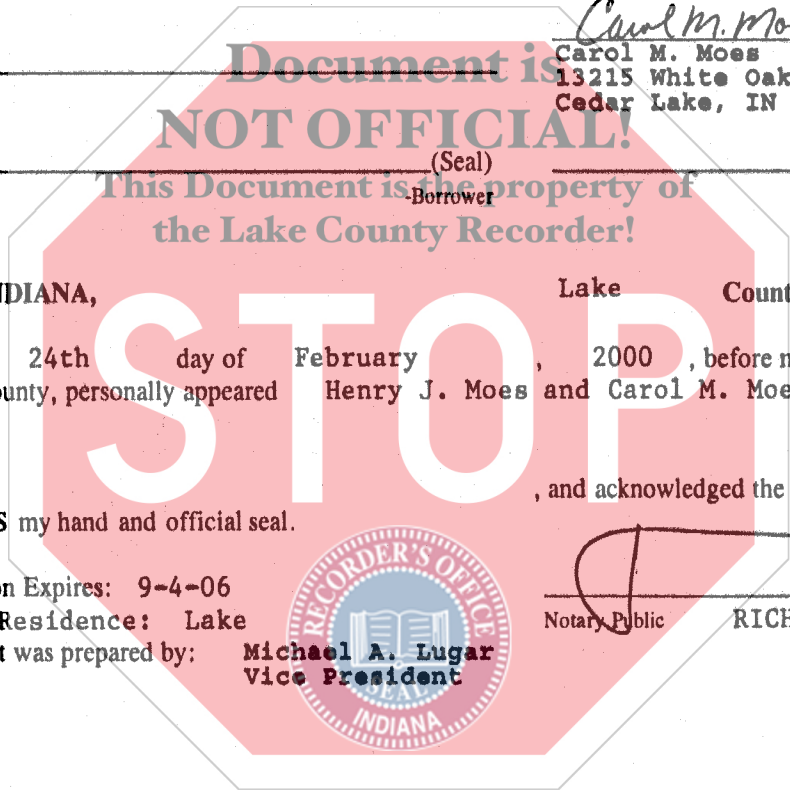 Carol M. Mo
Document is
Carol M. Moes
13215 White Oak
Cedar Lake, IN
NOT OFFICIAL!
(Seal)
This Document is the property of
-Borrower
the Lake County Recorder!
NDIANA, Lake Count
STOP
24th day of February , 2000 , before m
ounty, personally appeared Henry J. Moes and Carol M. Moe
, and acknowledged the
S my hand and official seal.
RECORDER'S OFFICE
n Expires: 9-4-06
Residence: Lake
Notary Public RICH
t was prepared by: Michael A. Lugar
Vice President
SEAL
INDIANA